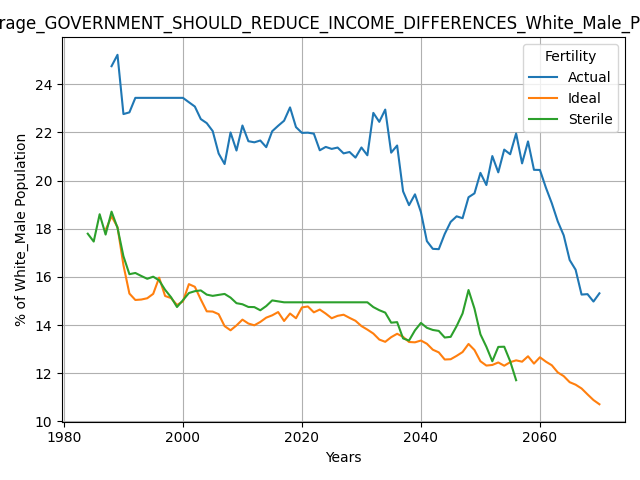 rage_GOVERNMENT_SHOULD_REDUCE_INCOME_DIFFERENCES_White_Male_P
Fertility
Actual
Ideal
Sterile
% of White_Male Population
24
22
20
18
16
14
12
10
1980
2000
2020
2040
2060
Years